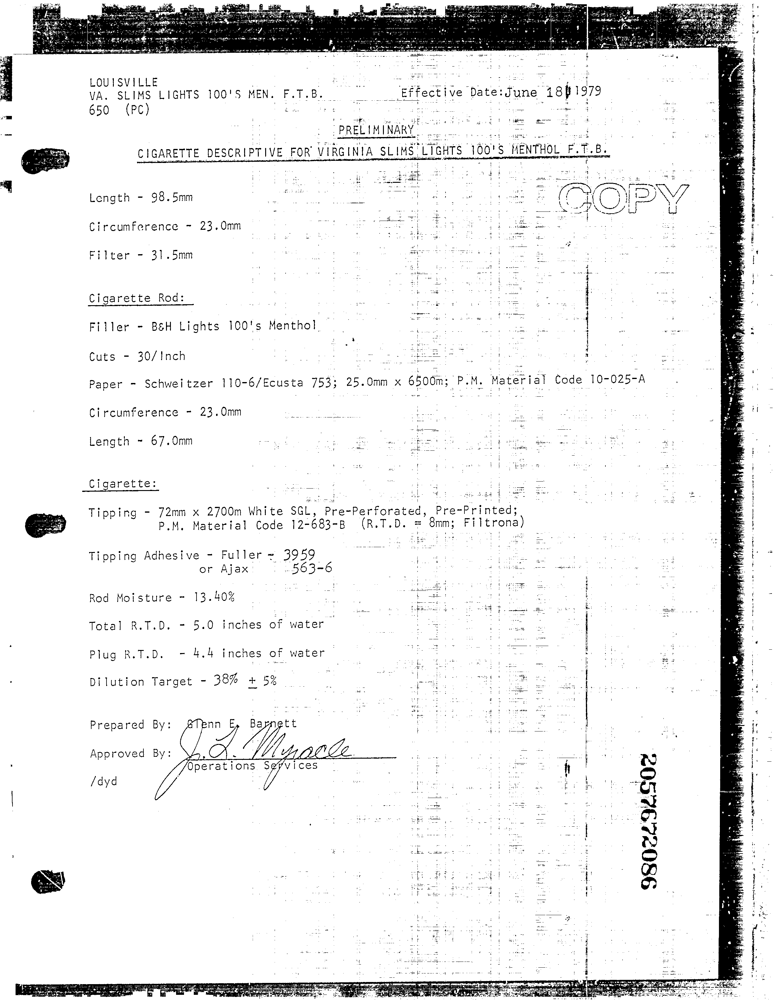 LOUISVILLE
VA. SLIMS LIGHTS 100'S MEN. F.T.B. Effective Date:June 18, 1979
650 (PC)
PRELIMINARY
CIGARETTE DESCRIPTIVE FOR VIRGINIA SLIMS LIGHTS 100'S MENTHOL F.T.B.
COPY
Length - 98.5mm
Circumference - 23.0mm
Filter - 31.5mm
Cigarette Rod:
Filler - B&H Lights 100's Menthol
Cuts - 30/Inch
Paper - Schweitzer 110-6/Ecusta 753; 25.0mm x 6500m; P.M. Material Code 10-025-A
Circumference - 23.0mm
Length - 67.0mm
Cigarette:
Tipping - 72mm x 2700m White SGL, Pre-Perforated, Pre-Printed;
P.M. Material Code 12-683-B (R.T.D. = 8mm; Filtrona)
Tipping Adhesive - Fuller - 3959
or Ajax 563-6
Rod Moisture - 13.40%
Total R.T.D. - 5.0 inches of water
Plug R.T.D. - 4.4 inches of water
Dilution Target - 38% ± 5%
Prepared By: Glenn E. Barnett
Approved By: J. L. Myracle
Operations Services
/dyd
2057672086